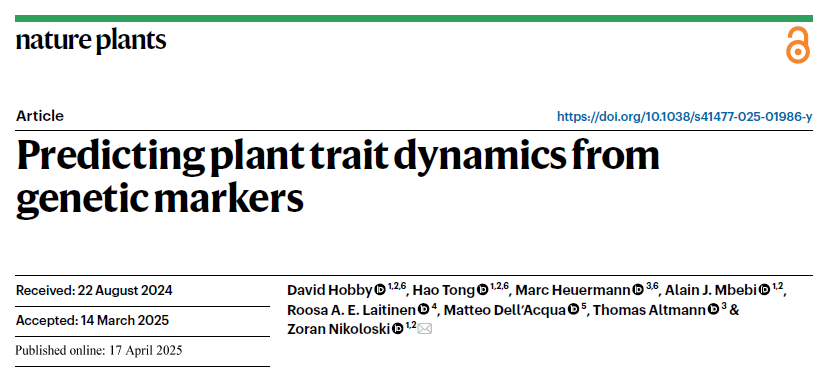 nature plants
Article
https://doi.org/10.1038/s41477-025-01986-y
Predicting plant trait dynamics from
genetic markers
Received: 22 August 2024
Accepted: 14 March 2025
Published online: 17 April 2025
David Hobby 1,2,6, Hao Tong 1,2,6, Marc Heuermann 3,6, Alain J. Mbebi 1,2,
Roosa A. E. Laitinen 4, Matteo Dell’Acqua 5, Thomas Altmann 3 &
Zoran Nikoloski 1,2